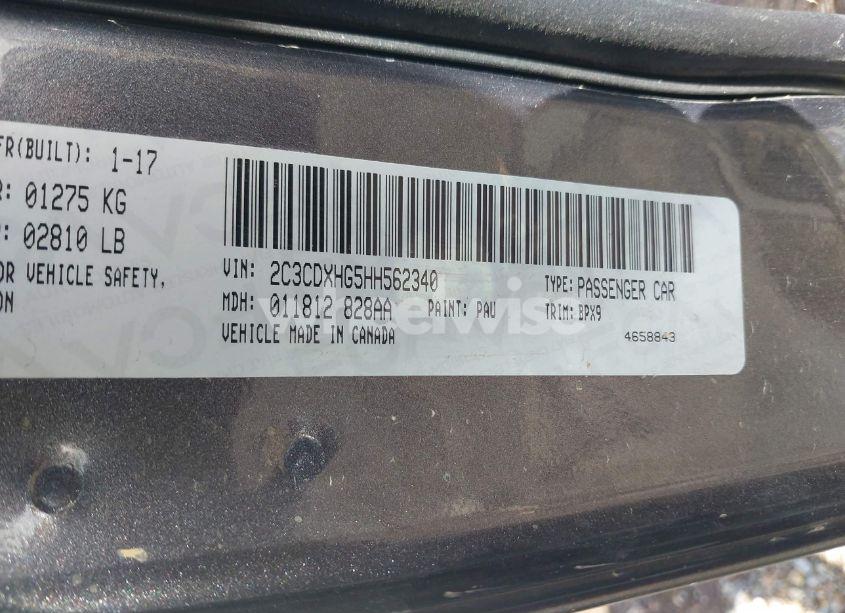 FR(BUILT): 1-17
R: 01275 KG
: 02810 LB
OR VEHICLE SAFETY,
ON
VIN: 2C3CDXHG5HH562340 TYPE: PASSENGER CAR
MDH: 011812 828AA PAINT: PAU TRIM: BPX9
VEHICLE MADE IN CANADA 4658843